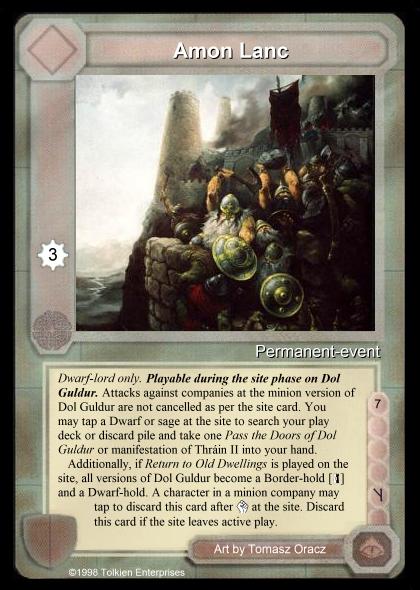 Amon Lanc
3
Permanent-event
Dwarf-lord only. Playable during the site phase on Dol
Guldur. Attacks against companies at the minion version of
Dol Guldur are not cancelled as per the site card. You
may tap a Dwarf or sage at the site to search your play
deck or discard pile and take one Pass the Doors of Dol
Guldur or manifestation of Thráin II into your hand.
Additionally, if Return to Old Dwellings is played on the
site, all versions of Dol Guldur become a Border-hold [ ]
and a Dwarf-hold. A character in a minion company may
tap to discard this card after at the site. Discard
this card if the site leaves active play.
7
Art by Tomasz Oracz
©1998 Tolkien Enterprises